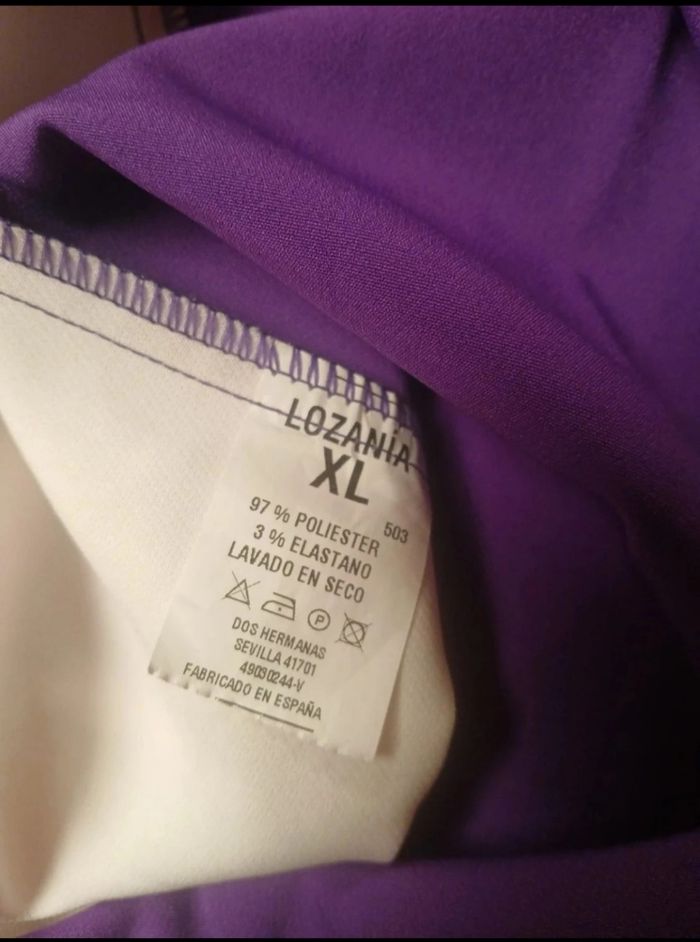 LOZANÍA
XL
503
97 % POLIESTER
3 % ELASTANO
LAVADO EN SECO
P
DOS HERMANAS
SEVILLA 41701
49030244-V
FABRICADO EN ESPAÑA